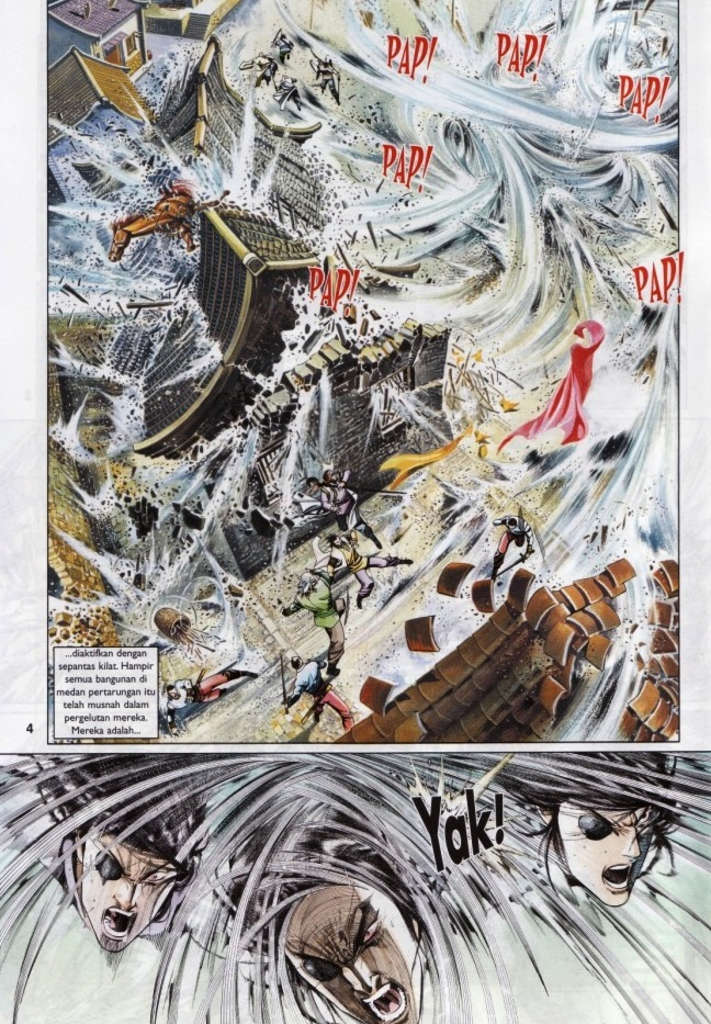 PAP!
PAP!
PAP!
PAP!
PAP!
PAP!
...diaktifkan dengan
sepantas kilat. Hampir
semua bangunan di
medan pertarungan itu
telah musnah dalam
pergelutan mereka.
Mereka adalah...
4
Yak!